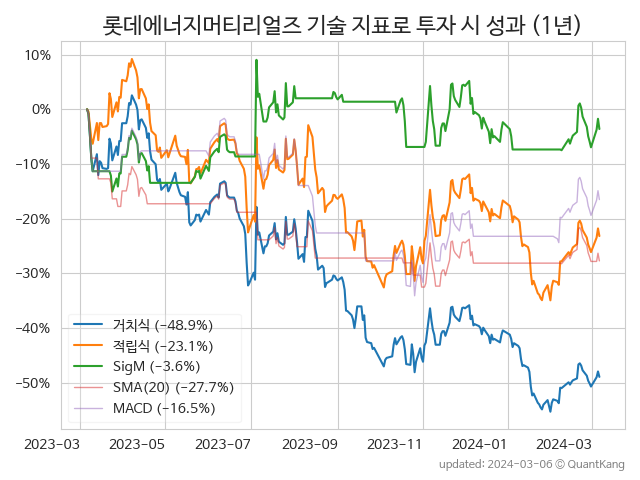 롯데에너지머티리얼즈 기술 지표로 투자 시 성과 (1년)
10%
0%
−10%
−20%
−30%
−40%
−50%
거치식 (−48.9%)
적립식 (−23.1%)
SigM (−3.6%)
SMA(20) (−27.7%)
MACD (−16.5%)
2023−03
2023−05
2023−07
2023−09
2023−11
2024−01
2024−03
updated: 2024−03−06 ⓒ QuantKang